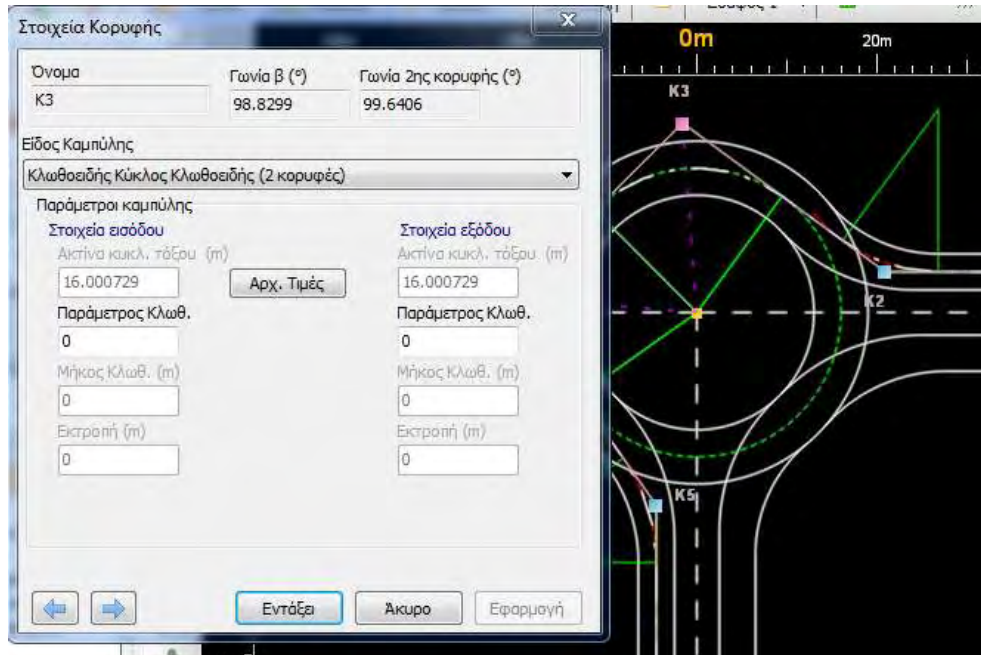 Στοιχεία Κορυφής
Όνομα Γωνία β (°) Γωνία 2ης κορυφής (°)
K3 98.8299 99.6406
Είδος Καμπύλης
Κλωθοειδής Κύκλος Κλωθοειδής (2 κορυφές)
Παράμετροι καμπύλης
Στοιχεία εισόδου Στοιχεία εξόδου
Ακτίνα κυκλ. τόξου (m) Ακτίνα κυκλ. τόξου (m)
16.000729 Αρχ. Τιμές 16.000729
Παράμετρος Κλωθ. Παράμετρος Κλωθ.
0 0
Μήκος Κλωθ. (m) Μήκος Κλωθ. (m)
0 0
Εκτροπή (m) Εκτροπή (m)
0 0
Εντάξει Άκυρο Εφαρμογή
0m 20m
K3
K2
K5